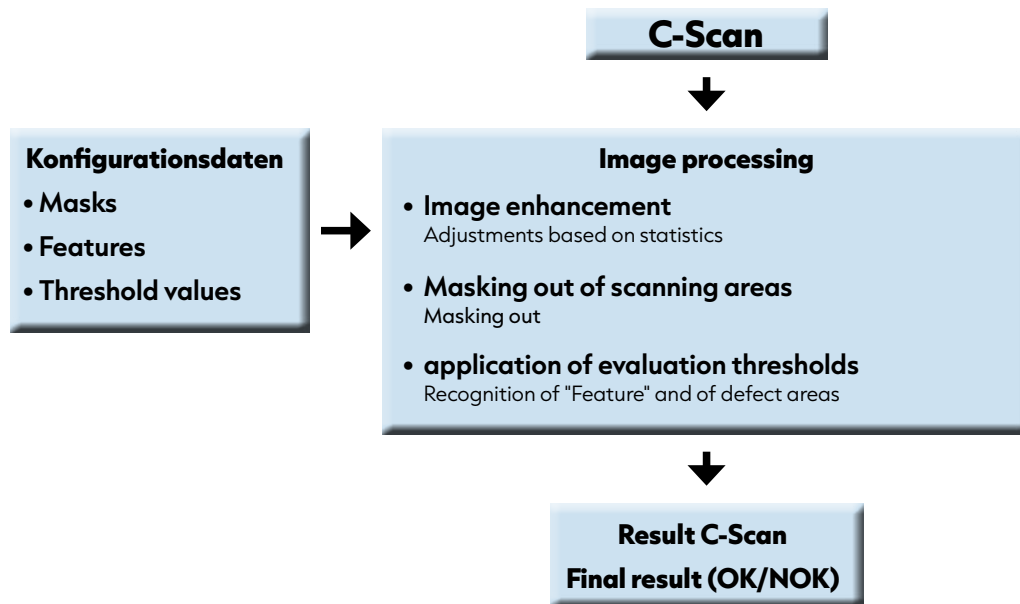 C-Scan
Konfigurationsdaten
• Masks
• Features
• Threshold values
Image processing
• Image enhancement
Adjustments based on statistics
• Masking out of scanning areas
Masking out
• application of evaluation thresholds
Recognition of "Feature" and of defect areas
Result C-Scan
Final result (OK/NOK)